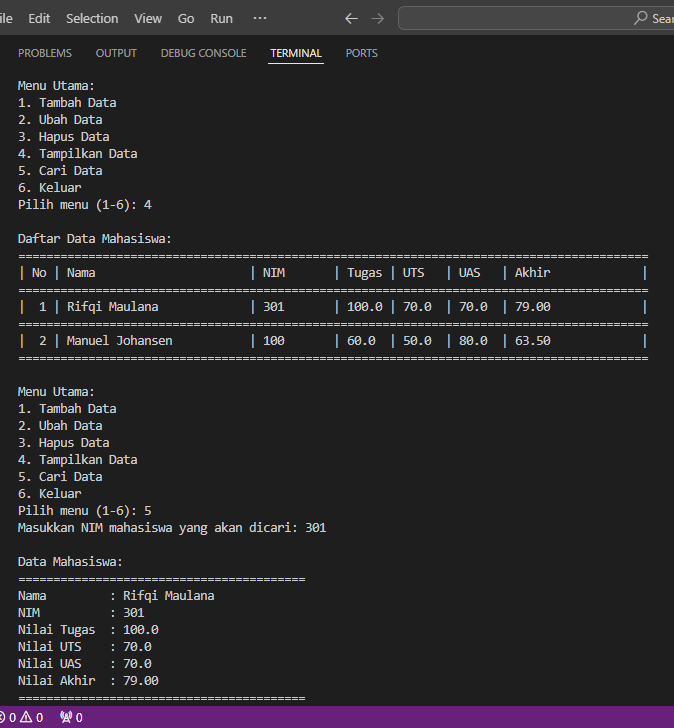 ile Edit Selection View Go Run ··· ← → Sear
PROBLEMS OUTPUT DEBUG CONSOLE TERMINAL PORTS
Menu Utama:
1. Tambah Data
2. Ubah Data
3. Hapus Data
4. Tampilkan Data
5. Cari Data
6. Keluar
Pilih menu (1-6): 4
Daftar Data Mahasiswa:
==========================================================================================
| No | Nama | NIM | Tugas | UTS | UAS | Akhir |
==========================================================================================
| 1 | Rifqi Maulana | 301 | 100.0 | 70.0 | 70.0 | 79.00 |
==========================================================================================
| 2 | Manuel Johansen | 100 | 60.0 | 50.0 | 80.0 | 63.50 |
==========================================================================================
Menu Utama:
1. Tambah Data
2. Ubah Data
3. Hapus Data
4. Tampilkan Data
5. Cari Data
6. Keluar
Pilih menu (1-6): 5
Masukkan NIM mahasiswa yang akan dicari: 301
Data Mahasiswa:
=========================================
Nama : Rifqi Maulana
NIM : 301
Nilai Tugas : 100.0
Nilai UTS : 70.0
Nilai UAS : 70.0
Nilai Akhir : 79.00
=========================================
0 0 0